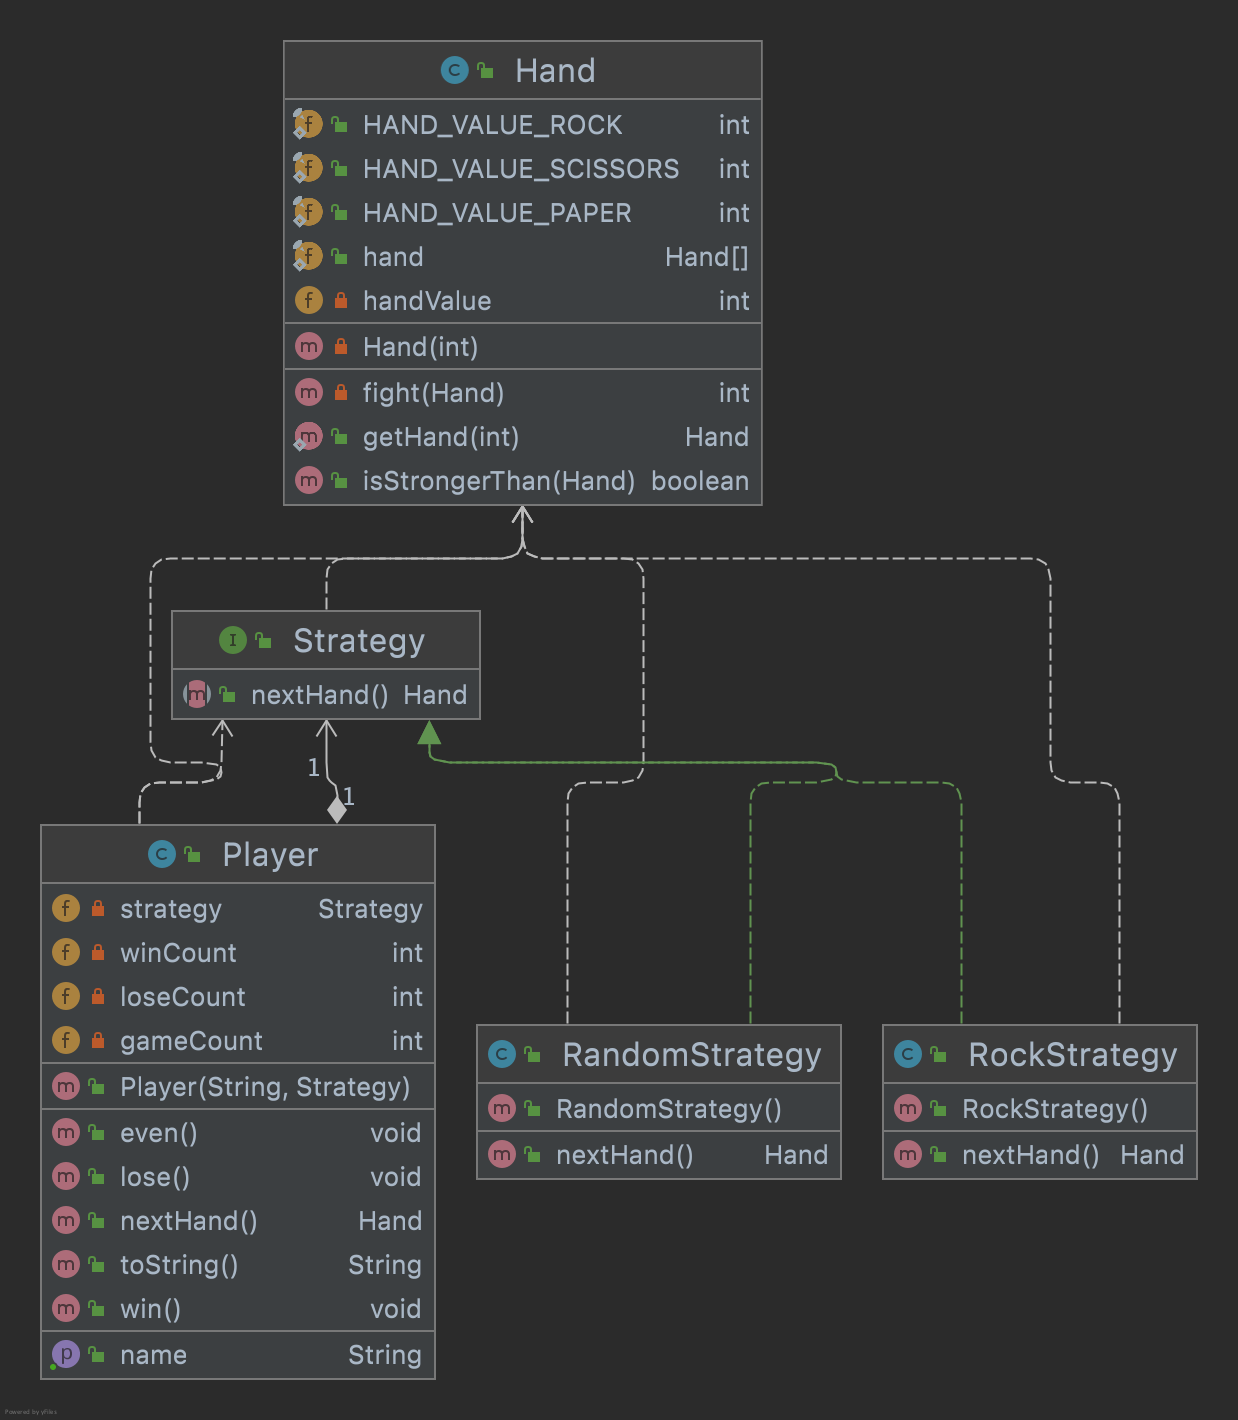 Hand
HAND_VALUE_ROCK int
HAND_VALUE_SCISSORS int
HAND_VALUE_PAPER int
hand Hand[]
handValue int
Hand(int)
fight(Hand) int
getHand(int) Hand
isStrongerThan(Hand) boolean
Strategy
nextHand() Hand
1
1
Player
strategy Strategy
winCount int
loseCount int
gameCount int
Player(String, Strategy)
even() void
lose() void
nextHand() Hand
toString() String
win() void
name String
RandomStrategy
RandomStrategy()
nextHand() Hand
RockStrategy
RockStrategy()
nextHand() Hand
Powered by yFiles